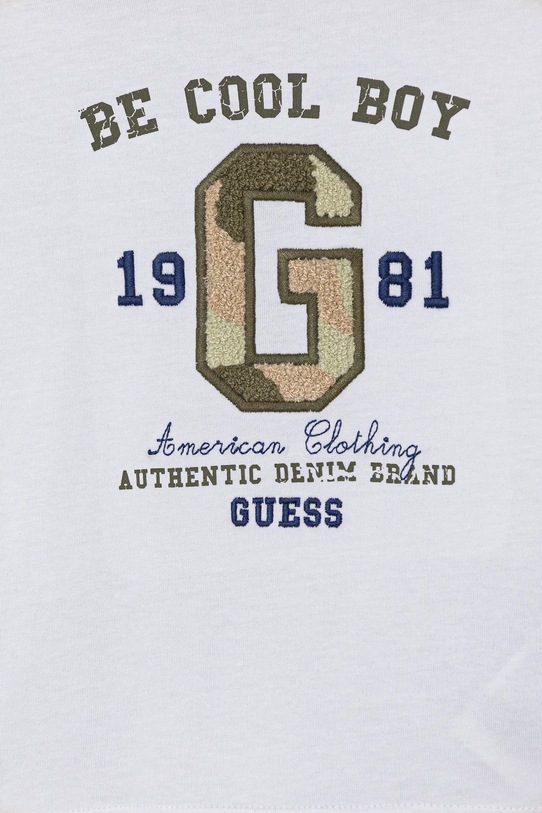 BE COOL BOY
G
19 81
American Clothing
AUTHENTIC DENIM BRAND
GUESS